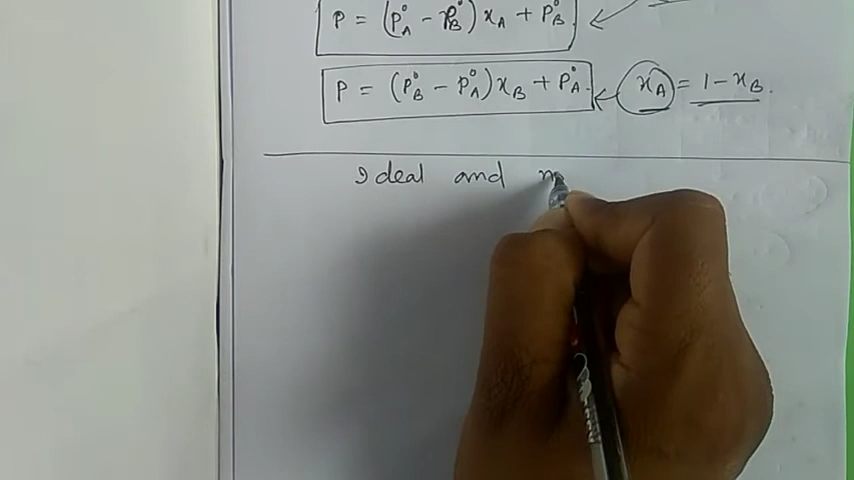 P = (P°A - P°B) xA + P°B.
P = (P°B - P°A) xB + P°A. xA = 1 - xB.
Ideal and n